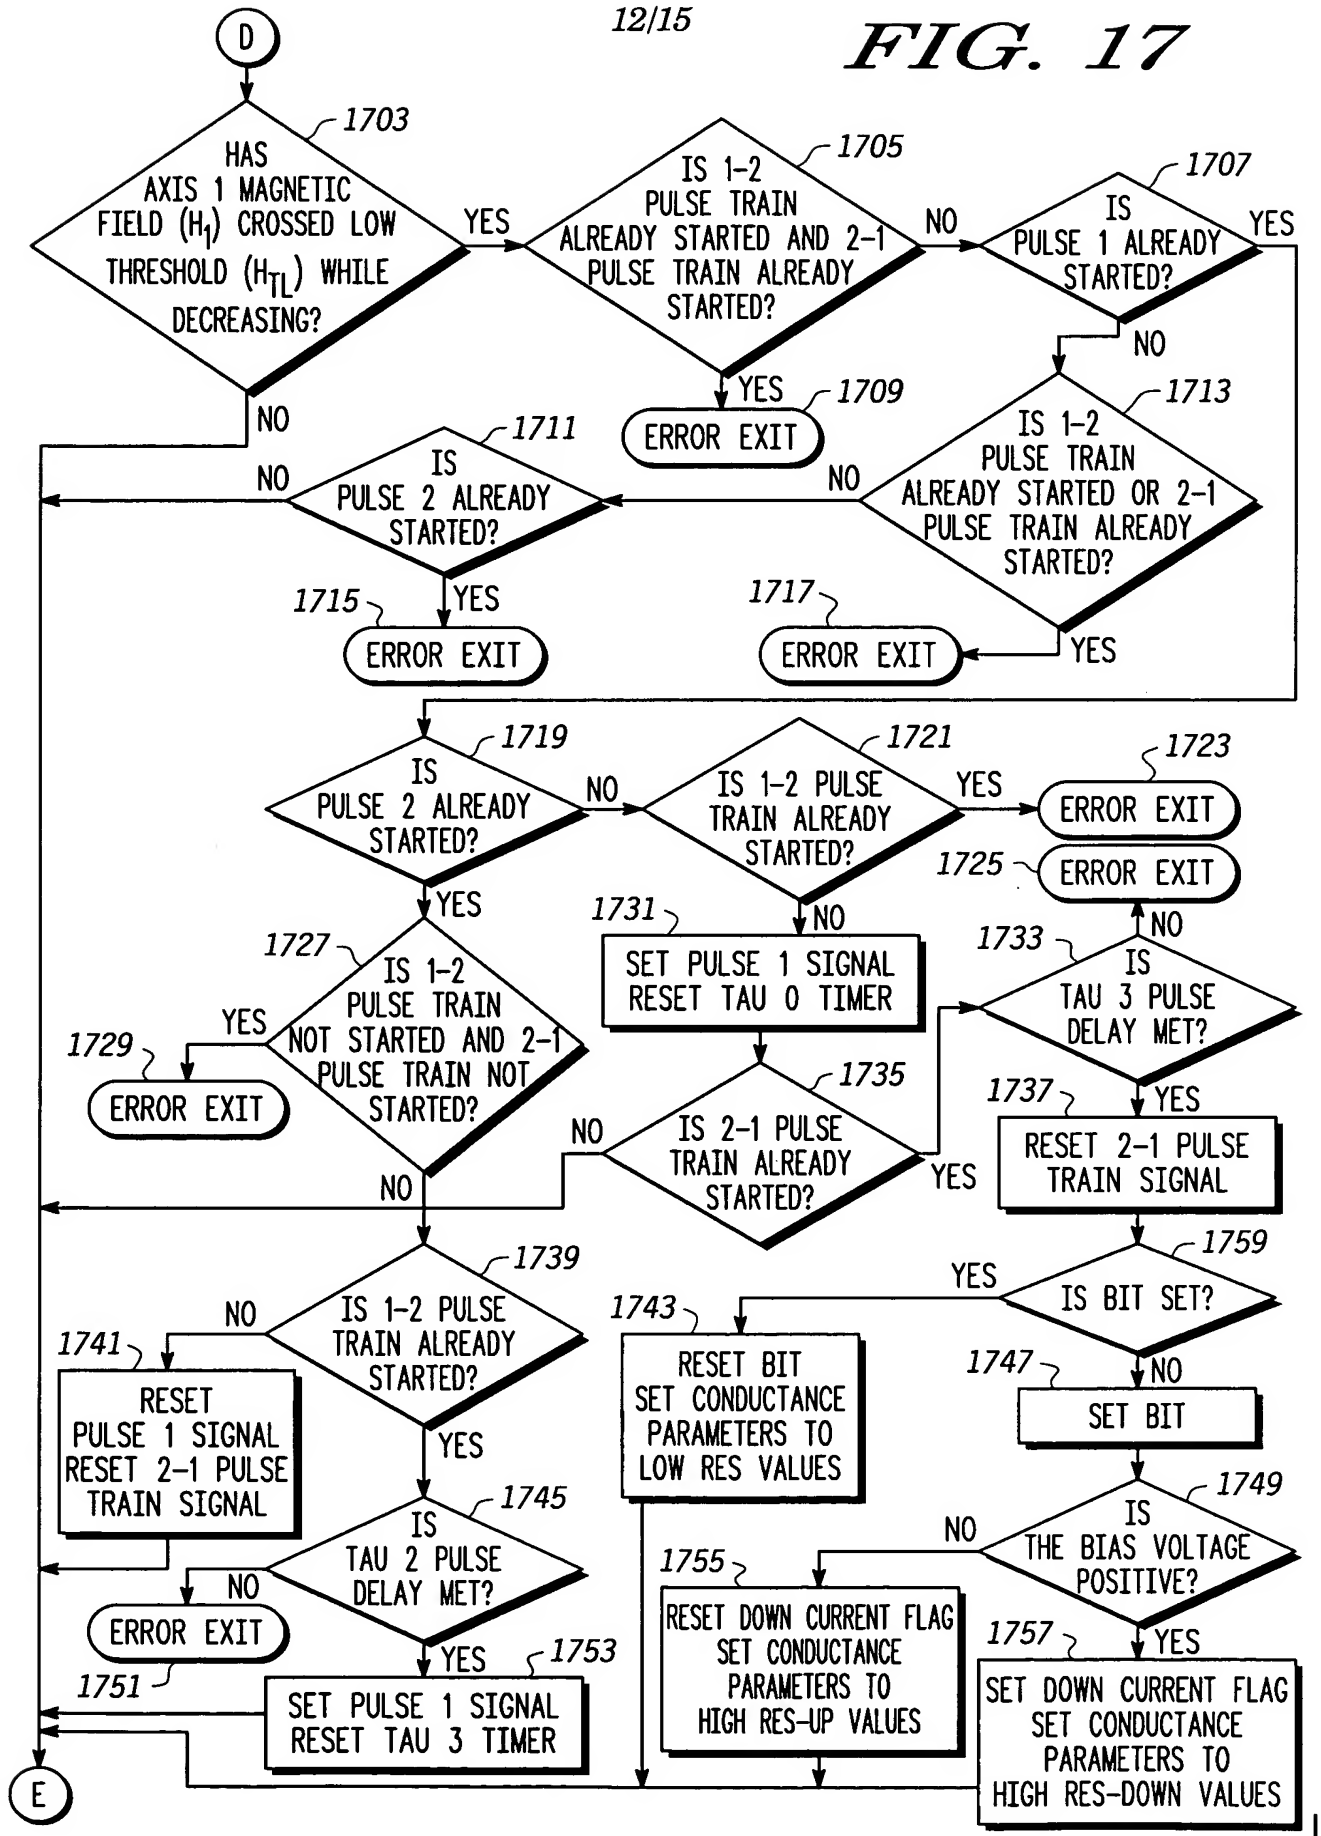 12/15
FIG. 17
D
1703
HAS
AXIS 1 MAGNETIC
FIELD (H1) CROSSED LOW
THRESHOLD (HTL) WHILE
DECREASING?
YES
NO
1705
IS 1-2
PULSE TRAIN
ALREADY STARTED AND 2-1
PULSE TRAIN ALREADY
STARTED?
NO
YES
1707
IS
PULSE 1 ALREADY
STARTED?
YES
NO
1709
ERROR EXIT
1711
IS
PULSE 2 ALREADY
STARTED?
NO
YES
1713
IS 1-2
PULSE TRAIN
ALREADY STARTED OR 2-1
PULSE TRAIN ALREADY
STARTED?
NO
YES
1715
ERROR EXIT
1717
ERROR EXIT
1719
IS
PULSE 2 ALREADY
STARTED?
NO
YES
1721
IS 1-2 PULSE
TRAIN ALREADY
STARTED?
YES
NO
1723
ERROR EXIT
1725
ERROR EXIT
1727
IS 1-2
PULSE TRAIN
NOT STARTED AND 2-1
PULSE TRAIN NOT
STARTED?
YES
NO
1729
ERROR EXIT
1731
SET PULSE 1 SIGNAL
RESET TAU 0 TIMER
1733
IS
TAU 3 PULSE
DELAY MET?
NO
YES
1735
IS 2-1 PULSE
TRAIN ALREADY
STARTED?
NO
YES
1737
RESET 2-1 PULSE
TRAIN SIGNAL
1759
IS BIT SET?
YES
NO
1739
IS 1-2 PULSE
TRAIN ALREADY
STARTED?
NO
YES
1741
RESET
PULSE 1 SIGNAL
RESET 2-1 PULSE
TRAIN SIGNAL
1743
RESET BIT
SET CONDUCTANCE
PARAMETERS TO
LOW RES VALUES
1747
SET BIT
1745
IS
TAU 2 PULSE
DELAY MET?
NO
YES
1749
IS
THE BIAS VOLTAGE
POSITIVE?
NO
YES
ERROR EXIT
1751
1753
SET PULSE 1 SIGNAL
RESET TAU 3 TIMER
1755
RESET DOWN CURRENT FLAG
SET CONDUCTANCE
PARAMETERS TO
HIGH RES-UP VALUES
1757
SET DOWN CURRENT FLAG
SET CONDUCTANCE
PARAMETERS TO
HIGH RES-DOWN VALUES
E